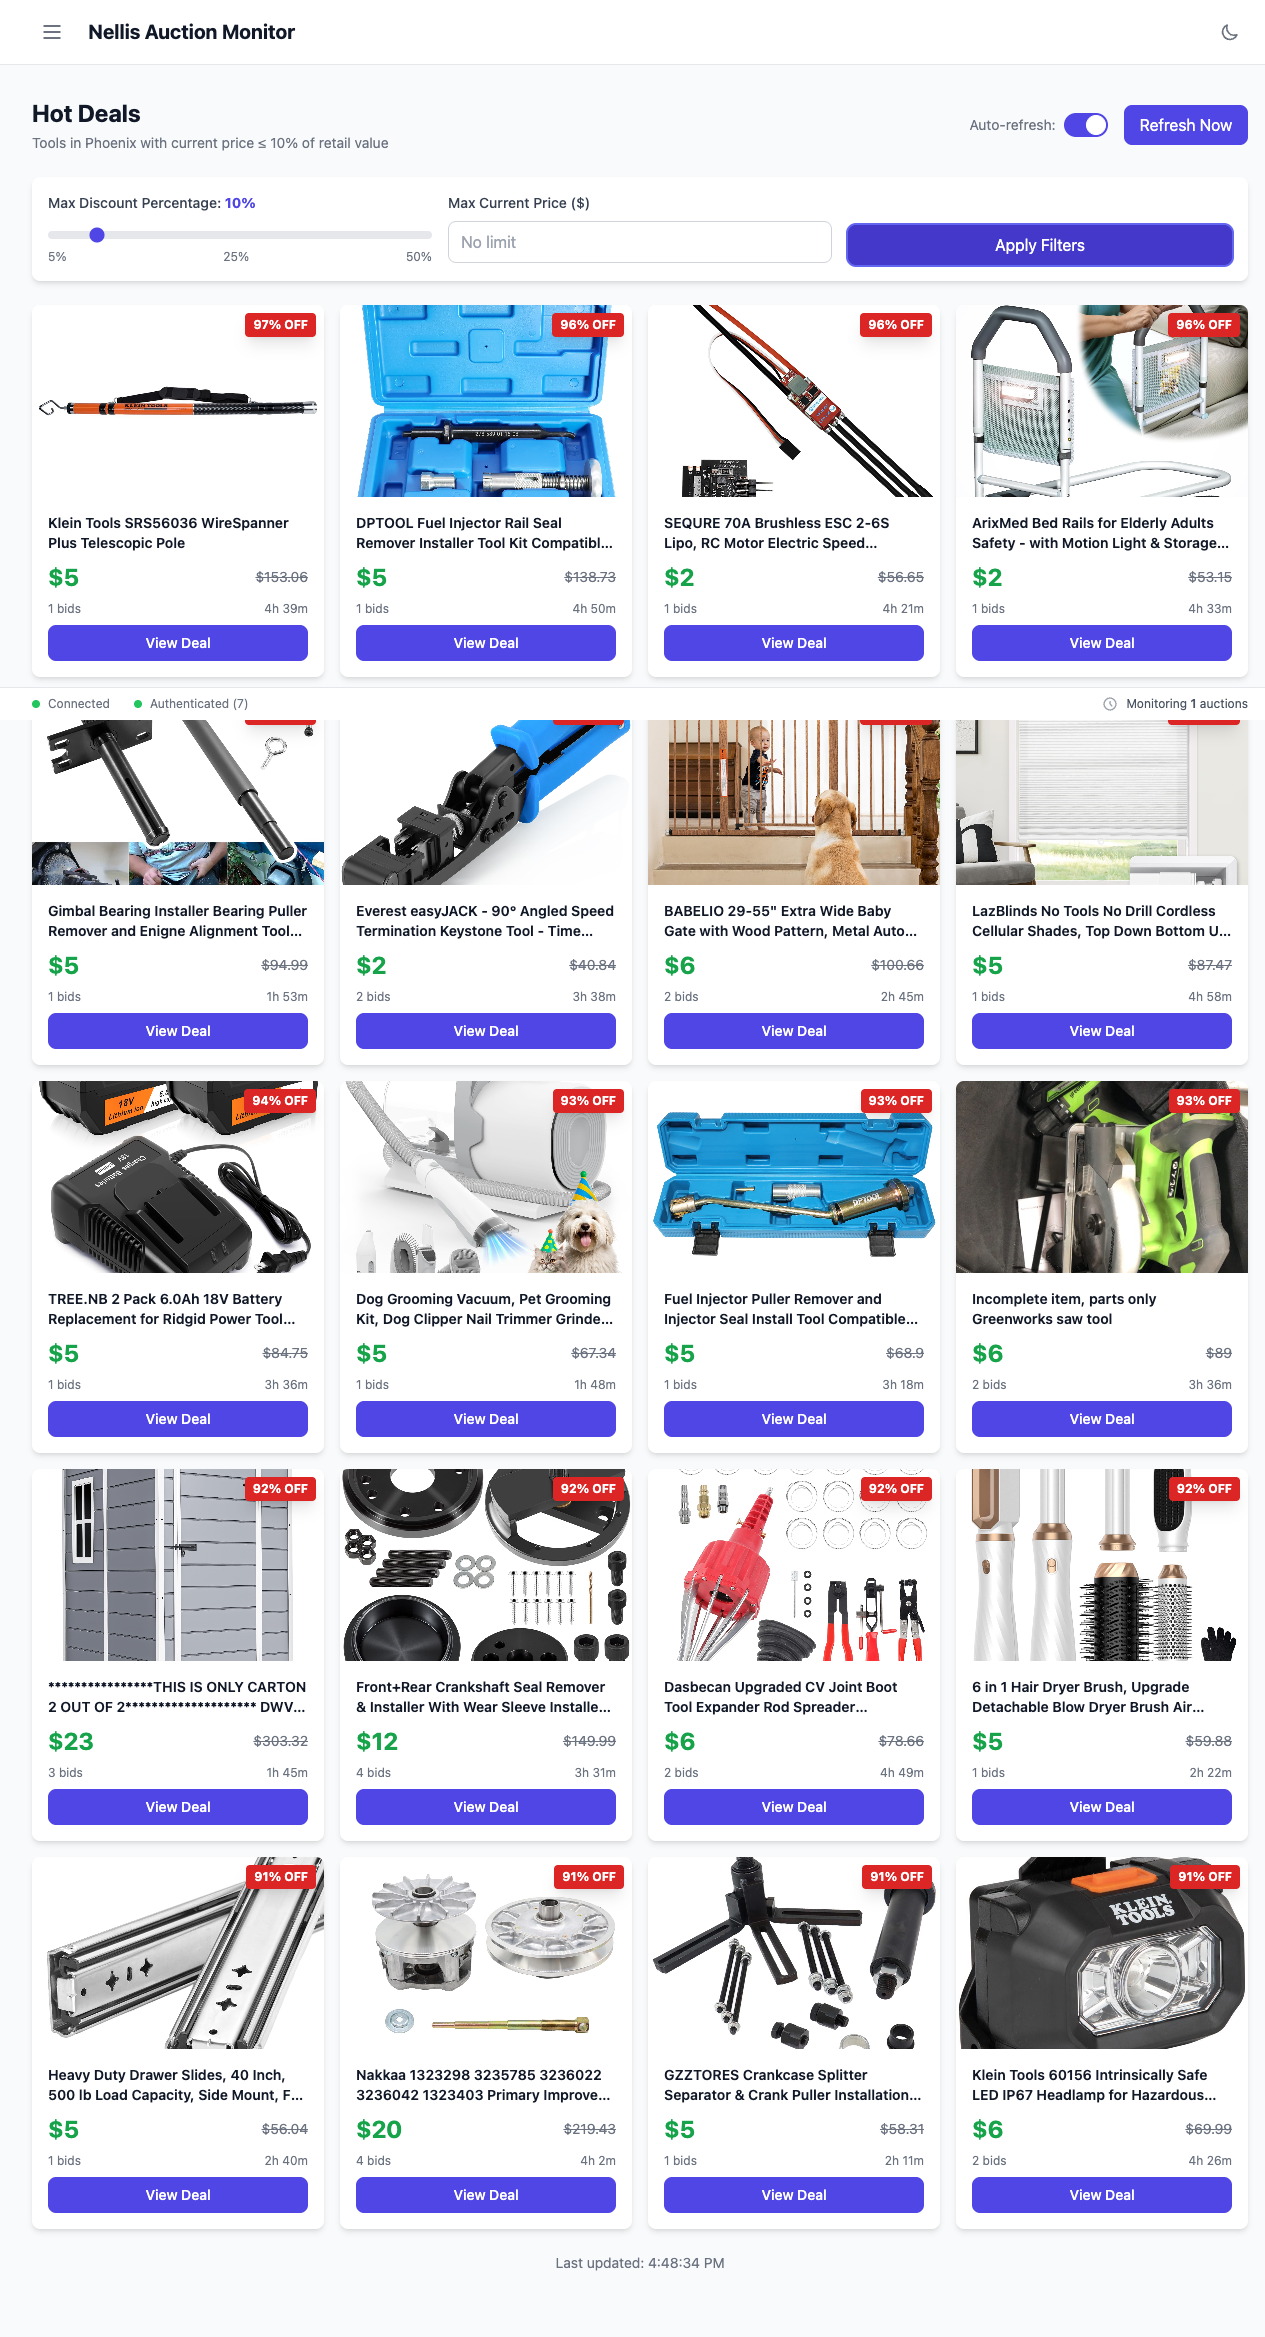 Nellis Auction Monitor
Hot Deals
Tools in Phoenix with current price ≤ 10% of retail value
Auto-refresh:
Refresh Now
Max Discount Percentage: 10%
5%
25%
50%
Max Current Price ($)
No limit
Apply Filters
97% OFF
KLEIN TOOLS
Klein Tools SRS56036 WireSpanner
Plus Telescopic Pole
$5
$153.06
1 bids
4h 39m
View Deal
96% OFF
DPTOOL Fuel Injector Rail Seal
Remover Installer Tool Kit Compatibl...
$5
$138.73
1 bids
4h 50m
View Deal
96% OFF
SEQURE 70A Brushless ESC 2-6S
Lipo, RC Motor Electric Speed...
$2
$56.65
1 bids
4h 21m
View Deal
96% OFF
ArixMed Bed Rails for Elderly Adults
Safety - with Motion Light & Storage...
$2
$53.15
1 bids
4h 33m
View Deal
Connected
Authenticated (7)
Monitoring 1 auctions
Gimbal Bearing Installer Bearing Puller
Remover and Enigne Alignment Tool...
$5
$94.99
1 bids
1h 53m
View Deal
Everest easyJACK - 90° Angled Speed
Termination Keystone Tool - Time...
$2
$40.84
2 bids
3h 38m
View Deal
BABELIO 29-55" Extra Wide Baby
Gate with Wood Pattern, Metal Auto...
$6
$100.66
2 bids
2h 45m
View Deal
LazBlinds No Tools No Drill Cordless
Cellular Shades, Top Down Bottom U...
$5
$87.47
1 bids
4h 58m
View Deal
94% OFF
18V
Lithium Ion
18V
Charges Batteries
TREE.NB 2 Pack 6.0Ah 18V Battery
Replacement for Ridgid Power Tool...
$5
$84.75
1 bids
3h 36m
View Deal
93% OFF
Dog Grooming Vacuum, Pet Grooming
Kit, Dog Clipper Nail Trimmer Grinde...
$5
$67.34
1 bids
1h 48m
View Deal
93% OFF
DPTOOL
Fuel Injector Puller Remover and
Injector Seal Install Tool Compatible...
$5
$68.9
1 bids
3h 18m
View Deal
93% OFF
Incomplete item, parts only
Greenworks saw tool
$6
$89
2 bids
3h 36m
View Deal
92% OFF
****************THIS IS ONLY CARTON
2 OUT OF 2******************** DWV...
$23
$303.32
3 bids
1h 45m
View Deal
92% OFF
Front+Rear Crankshaft Seal Remover
& Installer With Wear Sleeve Installe...
$12
$149.99
4 bids
3h 31m
View Deal
92% OFF
Dasbecan Upgraded CV Joint Boot
Tool Expander Rod Spreader...
$6
$78.66
2 bids
4h 49m
View Deal
92% OFF
6 in 1 Hair Dryer Brush, Upgrade
Detachable Blow Dryer Brush Air...
$5
$59.88
1 bids
2h 22m
View Deal
91% OFF
Heavy Duty Drawer Slides, 40 Inch,
500 lb Load Capacity, Side Mount, F...
$5
$56.04
1 bids
2h 40m
View Deal
91% OFF
Nakkaa 1323298 3235785 3236022
3236042 1323403 Primary Improve...
$20
$219.43
4 bids
4h 2m
View Deal
91% OFF
GZZTORES Crankcase Splitter
Separator & Crank Puller Installation...
$5
$58.31
1 bids
2h 11m
View Deal
91% OFF
KLEIN
TOOLS
Klein Tools 60156 Intrinsically Safe
LED IP67 Headlamp for Hazardous...
$6
$69.99
2 bids
4h 26m
View Deal
Last updated: 4:48:34 PM